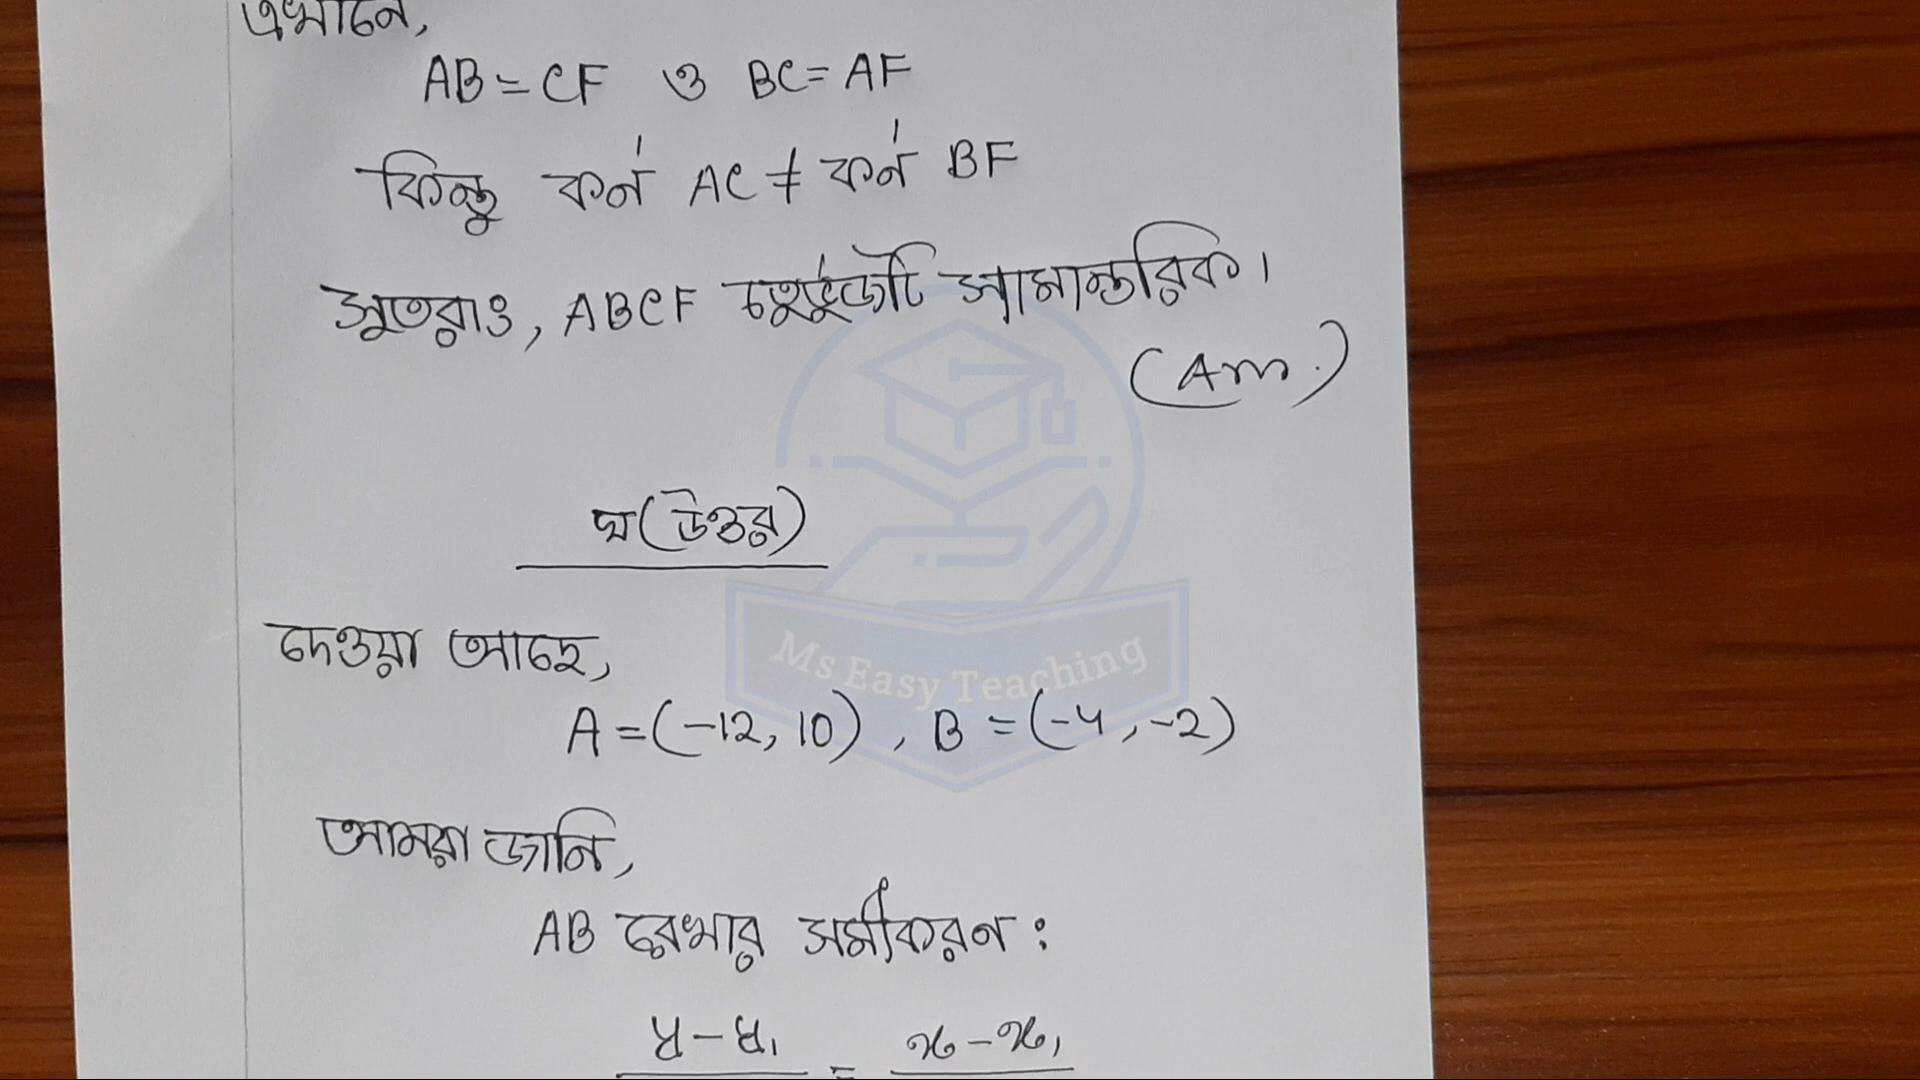 এখানে,
AB = CF ও BC = AF
কিন্তু কর্ন AC ≠ কর্ন BF
সুতরাং, ABCF চতুর্ভুজটি সামান্তরিক।
(Ans.)
ঘ(উত্তর)
দেওয়া আছে,
Ms Easy Teaching
A = (-12, 10), B = (-4, -2)
আমরা জানি,
AB রেখার সমীকরণ :
y - y₁ = x - x₁